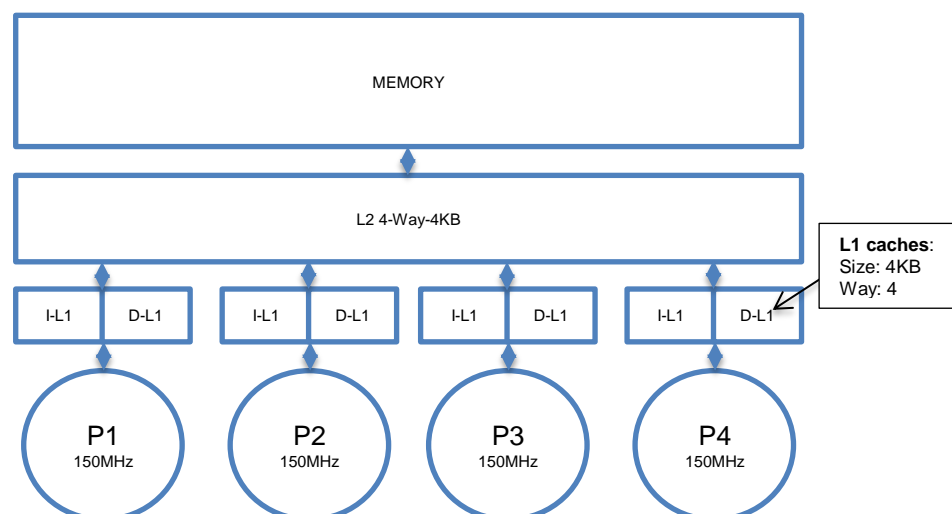 MEMORY
L2 4-Way-4KB
L1 caches:
Size: 4KB
Way: 4
I-L1 D-L1 I-L1 D-L1 I-L1 D-L1 I-L1 D-L1
P1 P2 P3 P4
150MHz 150MHz 150MHz 150MHz